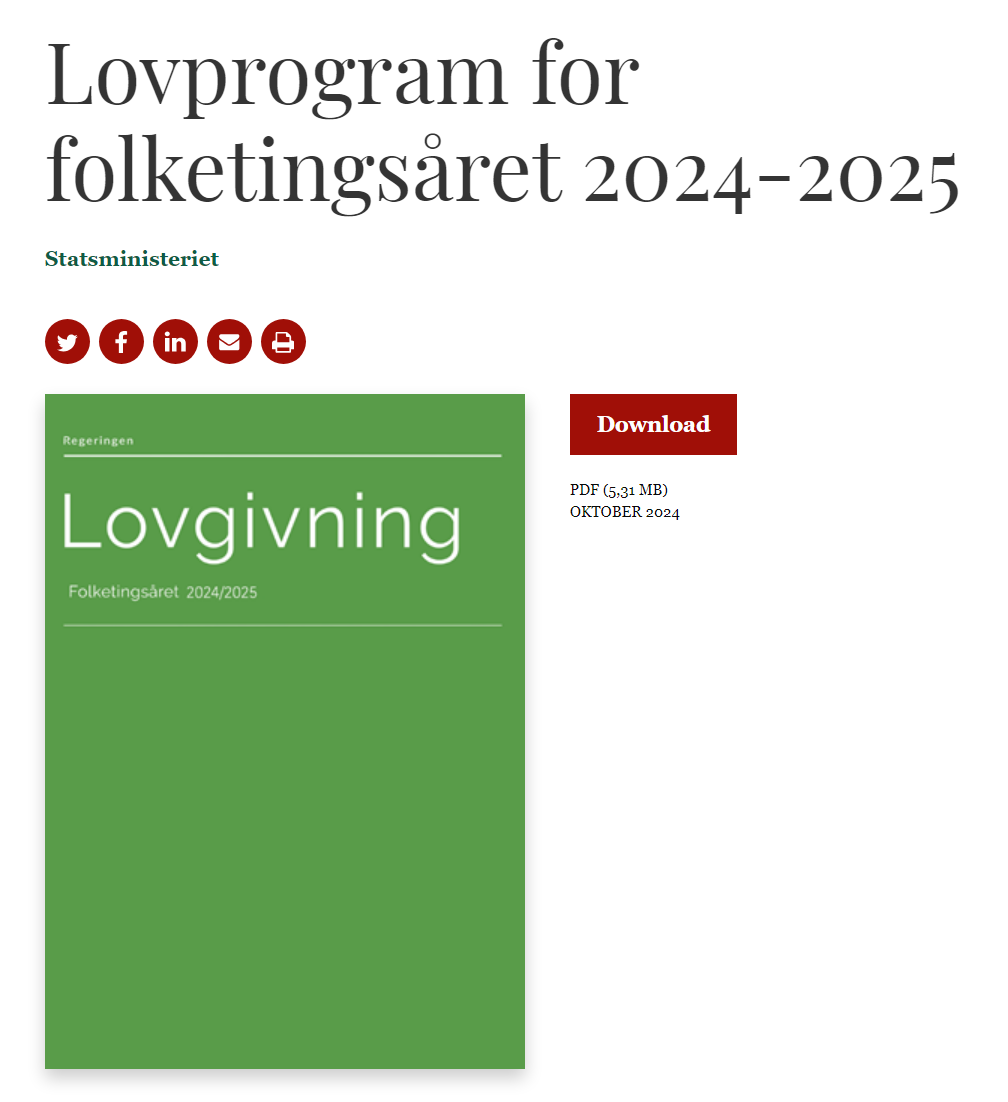 Lovprogram for
folketingsåret 2024-2025
Statsministeriet
Regeringen
Lovgivning
Folketingsåret 2024/2025
Download
PDF (5,31 MB)
OKTOBER 2024